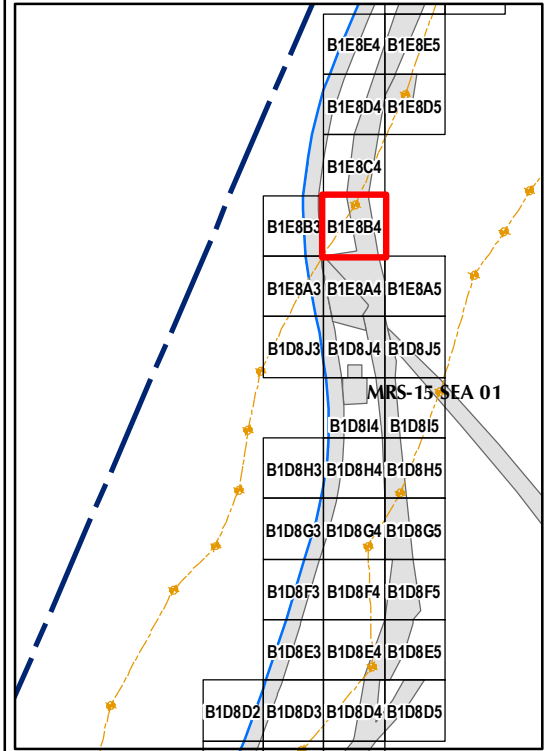 B1E8E4 B1E8E5
B1E8D4 B1E8D5
B1E8C4
B1E8B3 B1E8B4
B1E8A3 B1E8A4 B1E8A5
B1D8J3 B1D8J4 B1D8J5
MRS-15 SEA 01
B1D8I4 B1D8I5
B1D8H3 B1D8H4 B1D8H5
B1D8G3 B1D8G4 B1D8G5
B1D8F3 B1D8F4 B1D8F5
B1D8E3 B1D8E4 B1D8E5
B1D8D2 B1D8D3 B1D8D4 B1D8D5